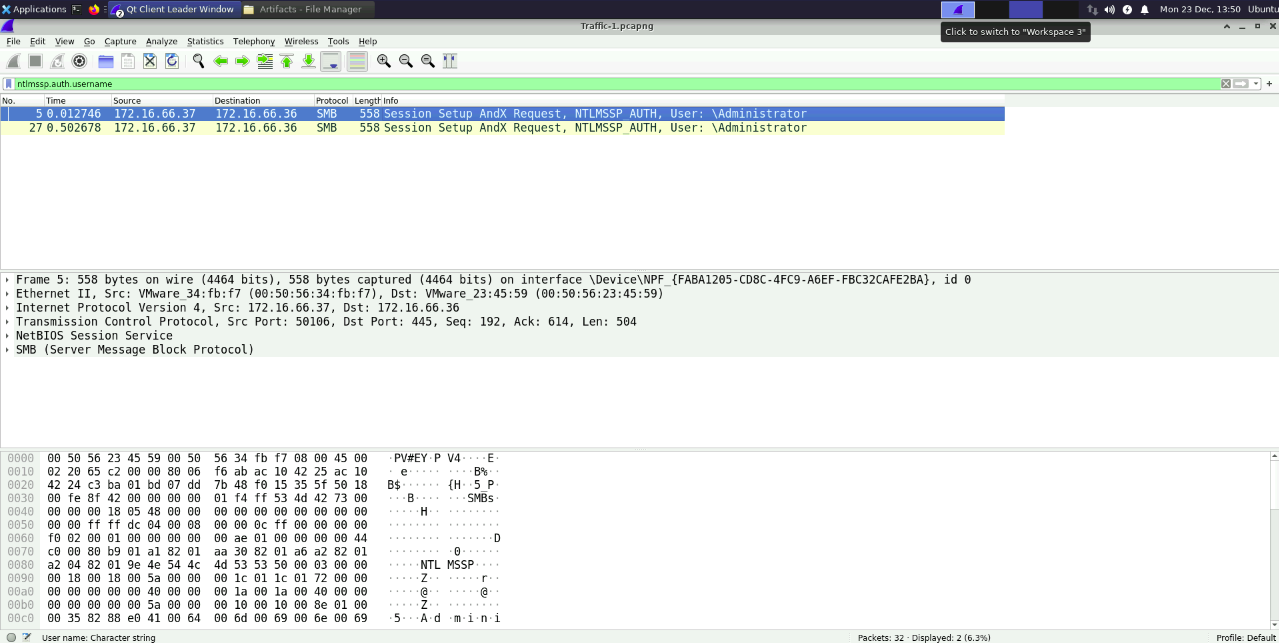 Applications Qt Client Leader Window Artifacts - File Manager Mon 23 Dec, 13:50 Ubuntu
2
Traffic-1.pcapng
Click to switch to "Workspace 3"
File Edit View Go Capture Analyze Statistics Telephony Wireless Tools Help
ntlmssp.auth.username
No. Time Source Destination Protocol Length Info
5 0.012746 172.16.66.37 172.16.66.36 SMB 558 Session Setup AndX Request, NTLMSSP_AUTH, User: \Administrator
27 0.502678 172.16.66.37 172.16.66.36 SMB 558 Session Setup AndX Request, NTLMSSP_AUTH, User: \Administrator
Frame 5: 558 bytes on wire (4464 bits), 558 bytes captured (4464 bits) on interface \Device\NPF_{FABA1205-CD8C-4FC9-A6EF-FBC32CAFE2BA}, id 0
Ethernet II, Src: VMware_34:fb:f7 (00:50:56:34:fb:f7), Dst: VMware_23:45:59 (00:50:56:23:45:59)
Internet Protocol Version 4, Src: 172.16.66.37, Dst: 172.16.66.36
Transmission Control Protocol, Src Port: 50106, Dst Port: 445, Seq: 192, Ack: 614, Len: 504
NetBIOS Session Service
SMB (Server Message Block Protocol)
0000 00 50 56 23 45 59 00 50 56 34 fb f7 08 00 45 00 ·PV#EY·P V4····E·
0010 02 20 65 c2 00 00 80 06 f6 ab ac 10 42 25 ac 10 · e····· ····B%··
0020 42 24 c3 ba 01 bd 07 dd 7b 48 f0 15 35 5f 50 18 B$······ {H··5_P·
0030 00 fe 8f 42 00 00 00 00 01 f4 ff 53 4d 42 73 00 ···B···· ···SMBs·
0040 00 00 00 18 05 48 00 00 00 00 00 00 00 00 00 00 ·····H·· ········
0050 00 00 ff ff dc 04 00 08 00 00 0c ff 00 00 00 00 ········ ········
0060 f0 02 00 01 00 00 00 00 00 ae 01 00 00 00 00 44 ········ ·······D
0070 c0 00 80 b9 01 a1 82 01 aa 30 82 01 a6 a2 82 01 ········ ·0······
0080 a2 04 82 01 9e 4e 54 4c 4d 53 53 50 00 03 00 00 ·····NTL MSSP····
0090 00 18 00 18 00 5a 00 00 00 1c 01 1c 01 72 00 00 ·····Z·· ·····r··
00a0 00 00 00 00 00 40 00 00 00 1a 00 1a 00 40 00 00 ·····@·· ·····@··
00b0 00 00 00 00 00 5a 00 00 00 10 00 10 00 8e 01 00 ·····Z·· ········
00c0 00 35 82 88 e0 41 00 64 00 6d 00 69 00 6e 00 69 ·5···A·d ·m·i·n·i
User name: Character string Packets: 32 · Displayed: 2 (6.3%) Profile: Default